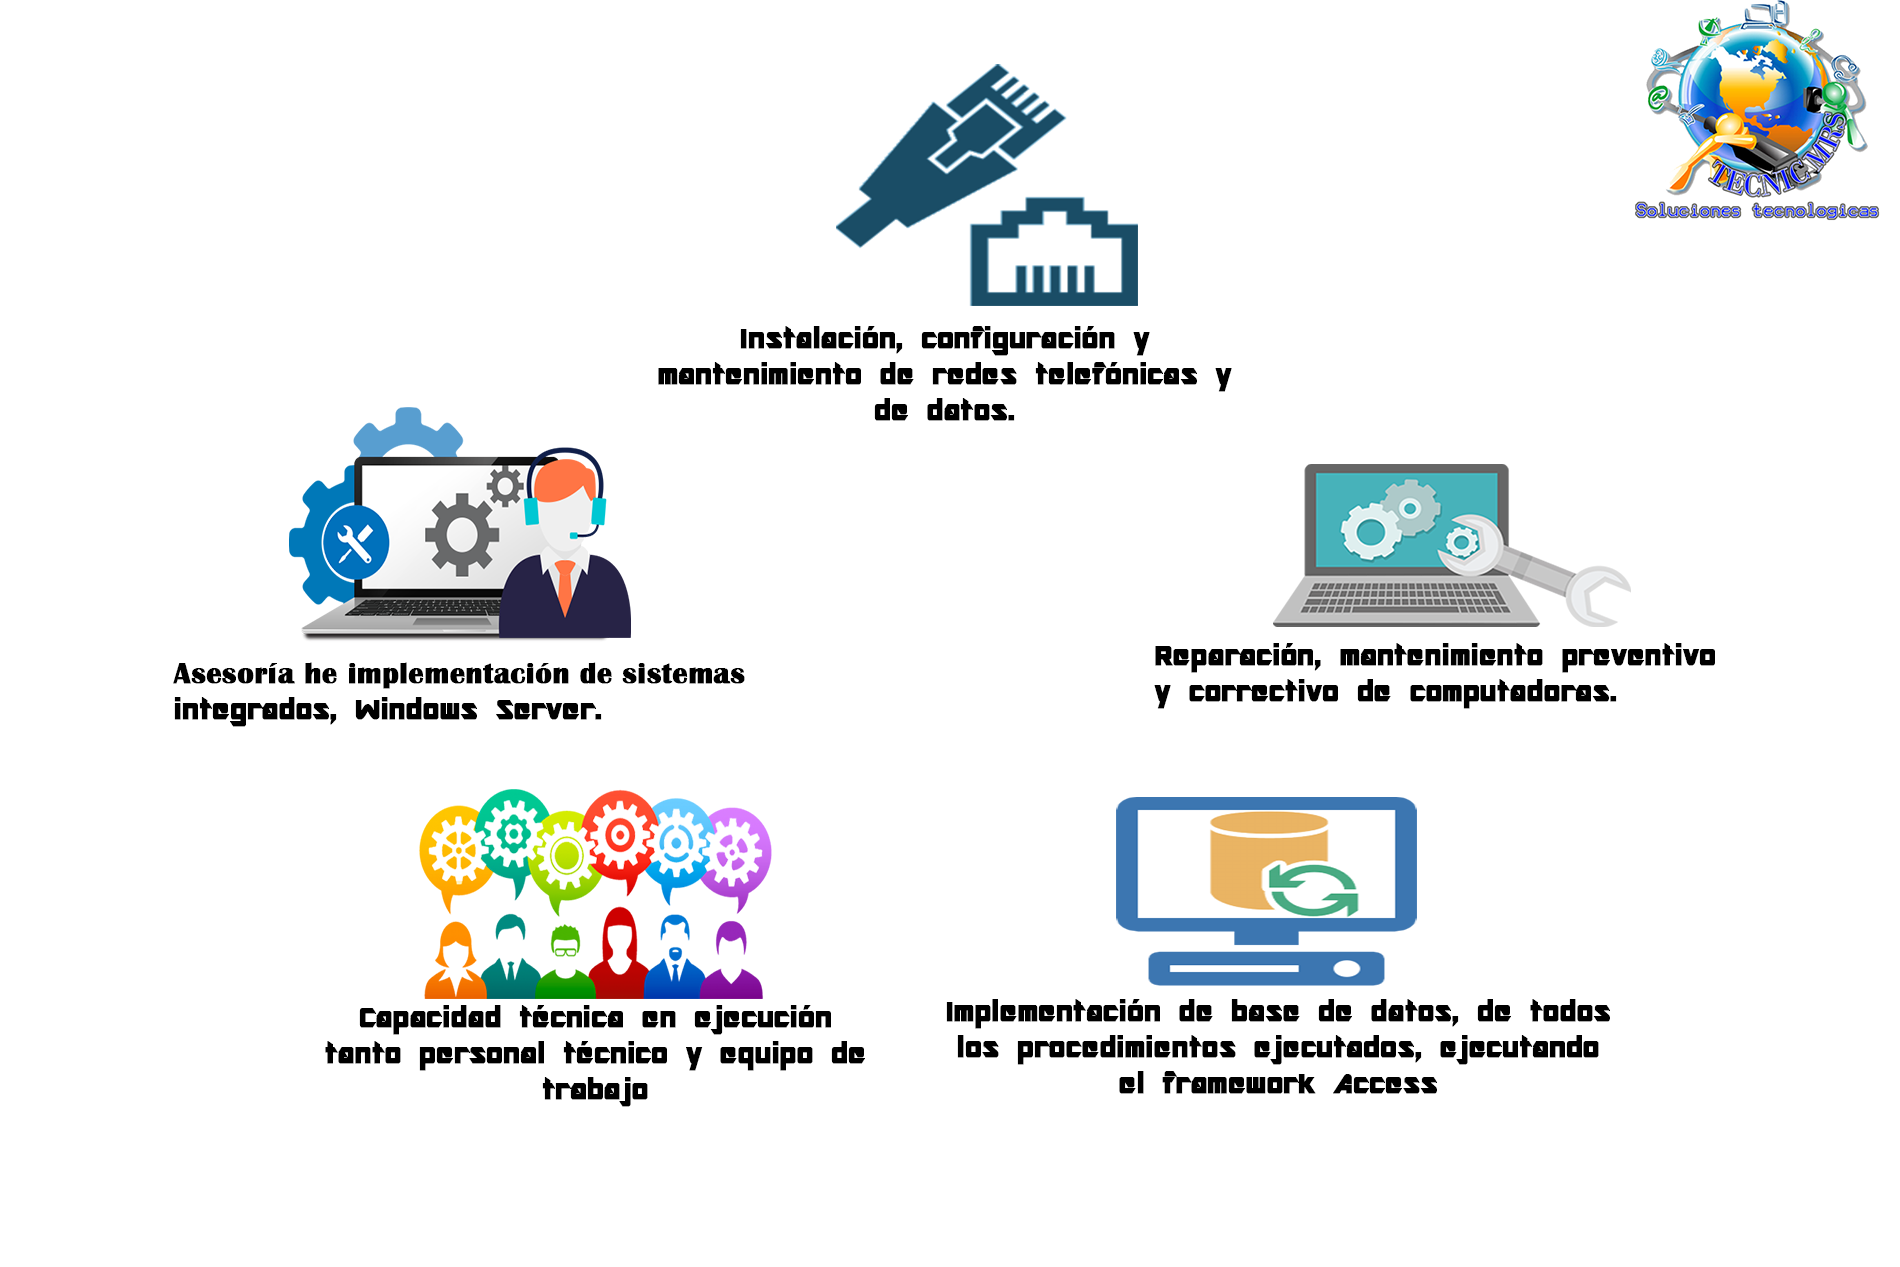 TECNIC MRS
Soluciones tecnologicas
Instalación, configuración y
mantenimiento de redes telefónicas y
de datos.
Asesoría he implementación de sistemas
integrados, Windows Server.
Reparación, mantenimiento preventivo
y correctivo de computadoras.
Capacidad técnica en ejecución
tanto personal técnico y equipo de
trabajo
Implementación de base de datos, de todos
los procedimientos ejecutados, ejecutando
el framework Access